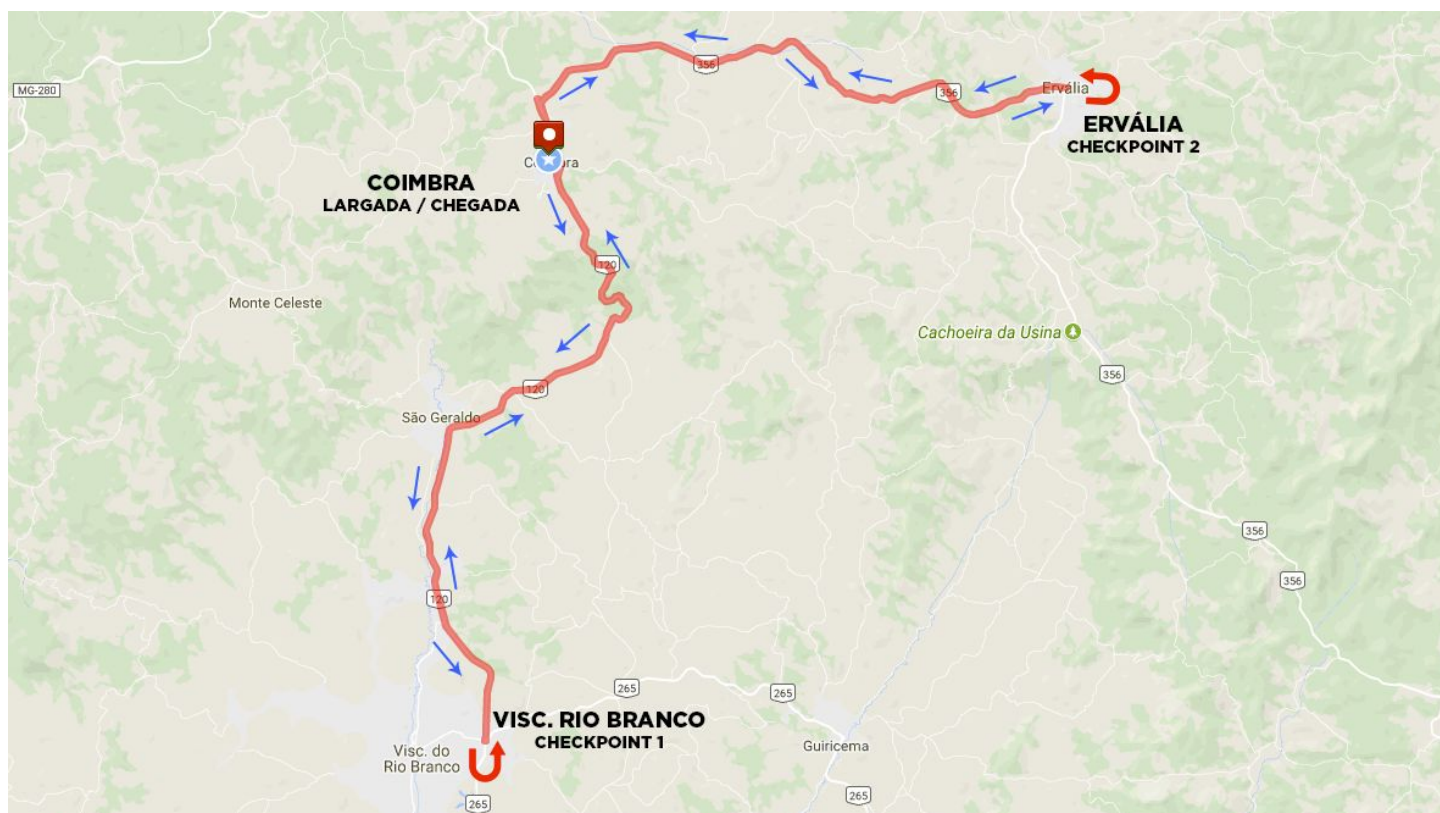 356
MG-280
356
Ervália
ERVÁLIA
CHECKPOINT 2
COIMBRA
LARGADA / CHEGADA
120
Monte Celeste
Cachoeira da Usina
356
120
São Geraldo
356
356
120
265
265
VISC. RIO BRANCO
CHECKPOINT 1
Visc. do
Rio Branco
Guiricema
265
265